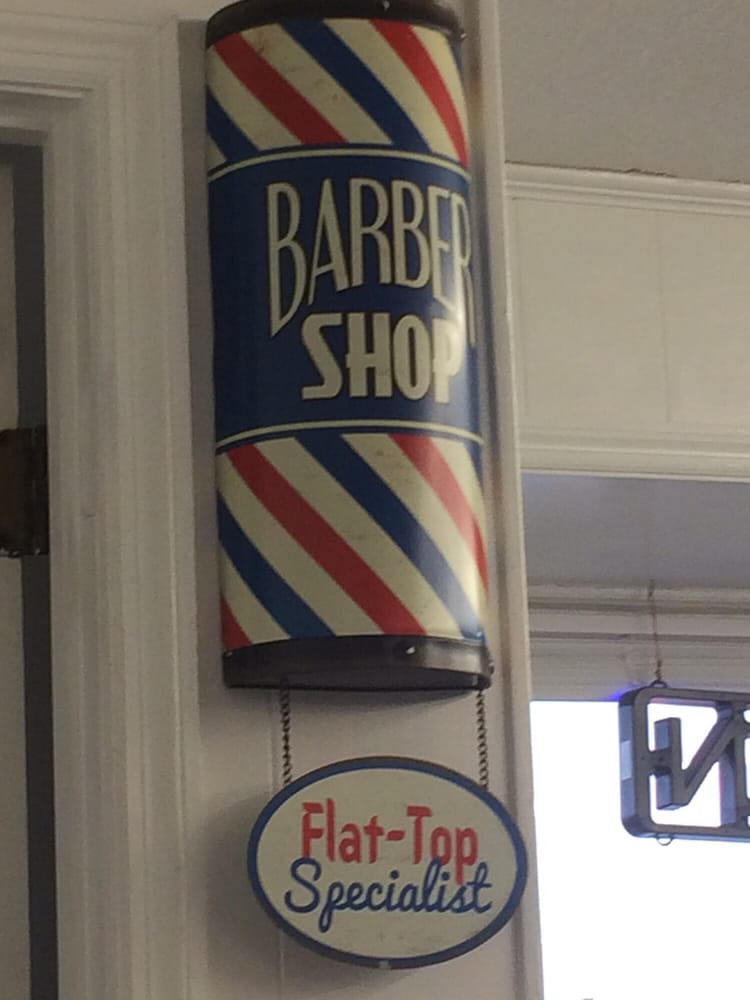 BARBER
SHOP
Flat-Top
Specialist